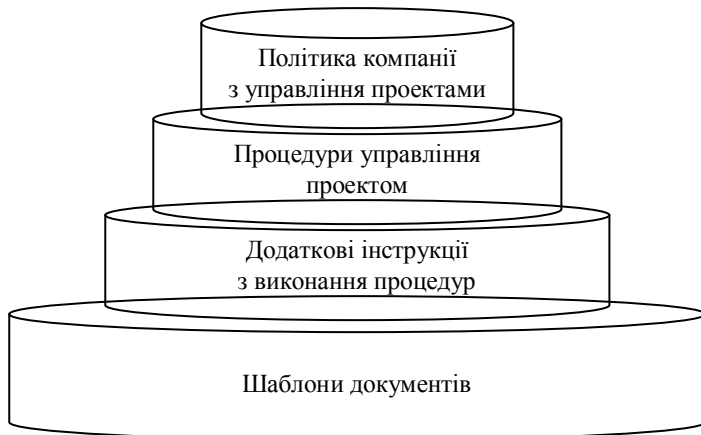 Політика компанії
з управління проектами
Процедури управління
проектом
Додаткові інструкції
з виконання процедур
Шаблони документів